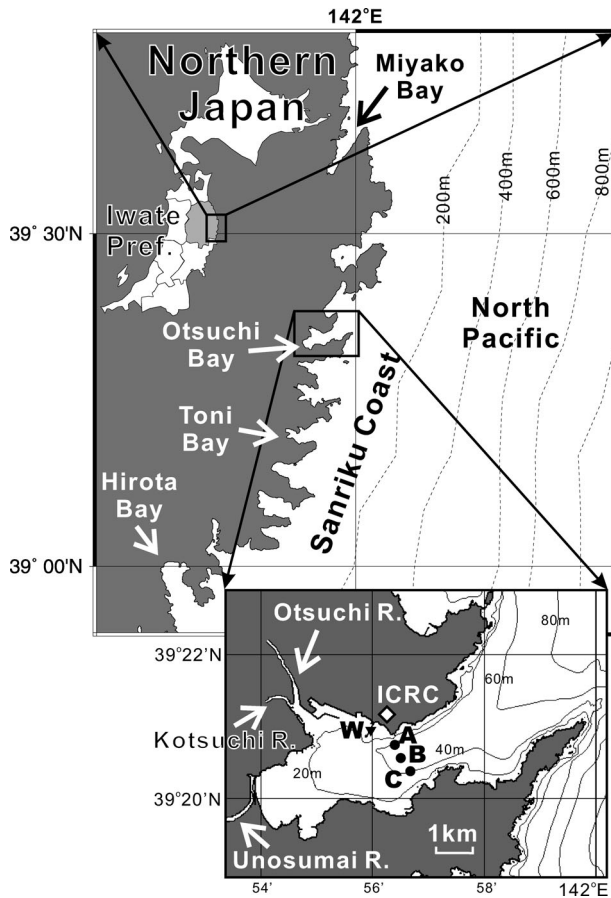 142°E
Northern
Japan
Miyako
Bay
Iwate
Pref.
39° 30'
200m
400m
600m
800m
North
Pacific
Otsuchi
Bay
Toni
Bay
Sanriku Coast
Hirota
Bay
39° 00'
Otsuchi R.
80m
39°22'
60m
ICRC
W
A
Kotsuchi R.
B
40m
20m
C
39°20'
1km
Unosumai R.
54'
56'
58'
142°E